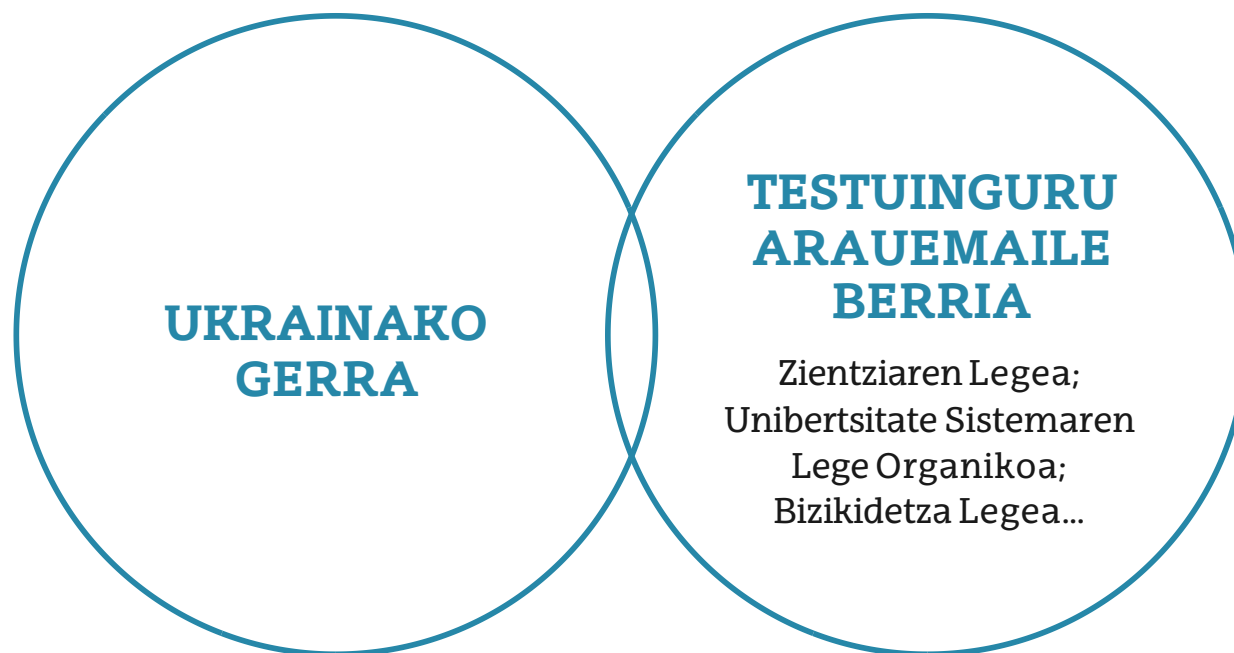 UKRAINAKO
GERRA
TESTUINGURU
ARAUEMAILE
BERRIA
Zientziaren Legea;
Unibertsitate Sistemaren
Lege Organikoa;
Bizikidetza Legea...